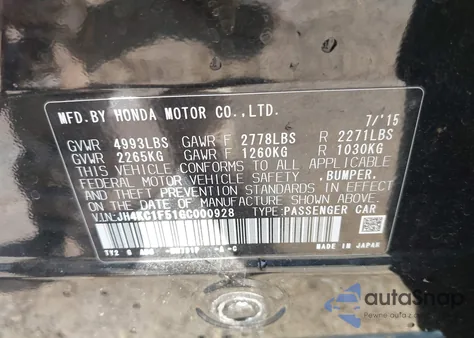 MFD.BY HONDA MOTOR CO.,LTD. 7/'15
GVWR 4993LBS GAWR F 2778LBS R 2271LBS
GVWR 2265KG GAWR F 1260KG R 1030KG
THIS VEHICLE CONFORMS TO ALL APPLICABLE
FEDERAL MOTOR VEHICLE SAFETY ,BUMPER,
AND THEFT PREVENTION STANDARDS IN EFFECT
ON THE DATE OF MANUFACTURE SHOWN ABOVE.
VIN:JH4KC1F51GC000928 TYPE:PASSENGER CAR
-A-C
MADE IN JAPAN
autoSnap
Pewne auto z